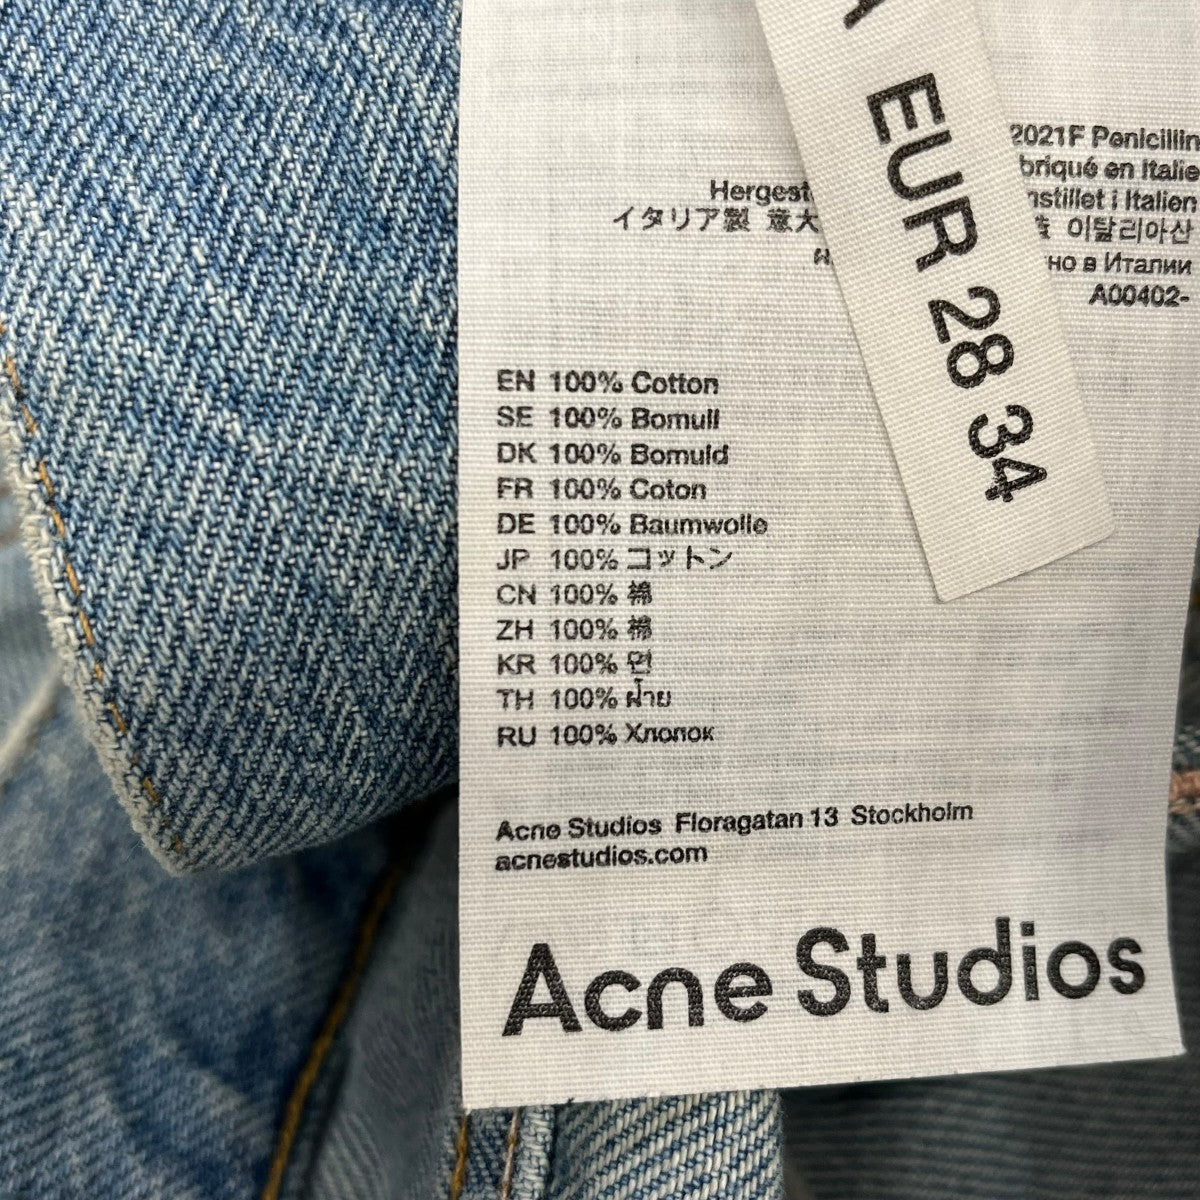 2021F Penicillin
briqué en Italie
Hergest
nstillet i Italien
イタリア製 意大
이탈리아산
но в Италии
A00402-
EUR 28 34
EN 100% Cotton
SE 100% Bomull
DK 100% Bomuld
FR 100% Coton
DE 100% Baumwolle
JP 100% コットン
CN 100% 棉
ZH 100% 棉
KR 100% 면
TH 100% ฝ้าย
RU 100% Хлопок
Acne Studios Floragatan 13 Stockholm
acnestudios.com
Acne Studios